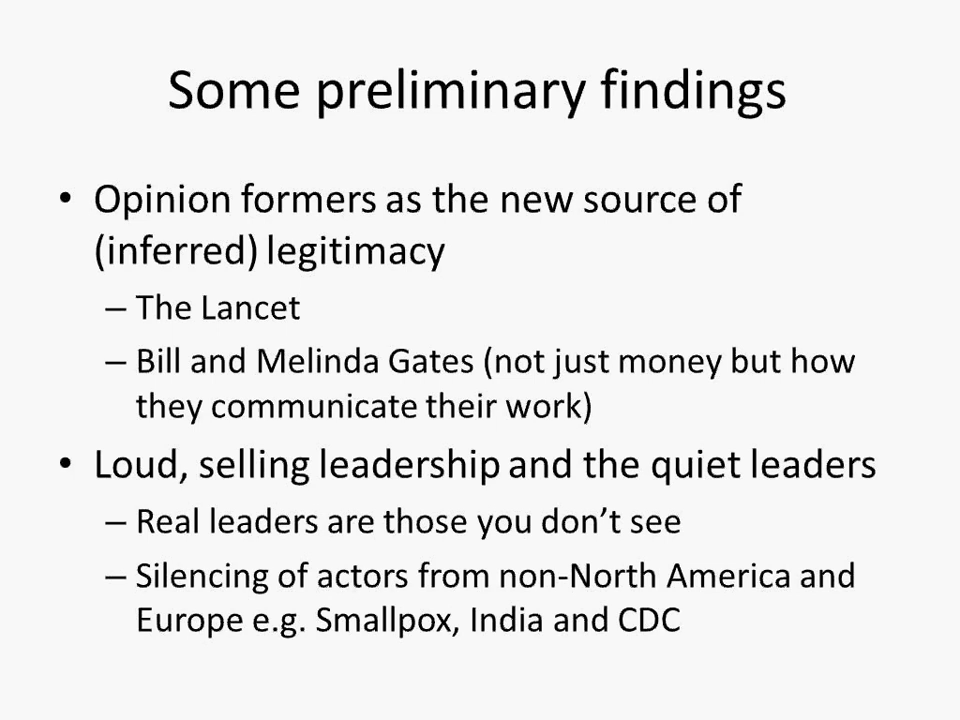 Some preliminary findings
• Opinion formers as the new source of
(inferred) legitimacy
– The Lancet
– Bill and Melinda Gates (not just money but how
they communicate their work)
• Loud, selling leadership and the quiet leaders
– Real leaders are those you don’t see
– Silencing of actors from non-North America and
Europe e.g. Smallpox, India and CDC